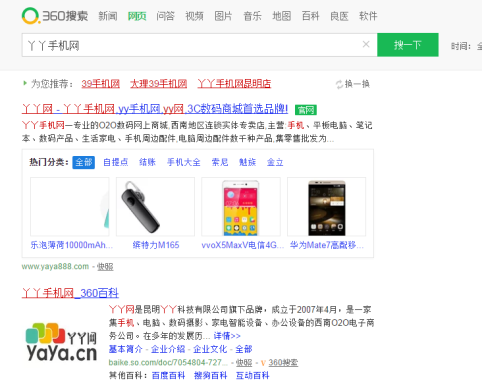 360搜索 新闻 网页 问答 视频 图片 音乐 地图 百科 良医 软件
丫丫手机网 × 搜一下 时间: 全
为您推荐: 39手机网 大理39手机网 丫丫手机网昆明店 换一换
丫丫网 - 丫丫手机网,yy手机网,yy网.3C数码商城首选品牌! 官网
丫丫手机网—专业的O2O数码网上商城,西南地区连锁实体专卖店,主营:手机、平板电脑、笔记
本、数码产品、生活家电、手机周边配件,电脑周边配件数千种产品,集零售批发为...
热门分类: 全部 自提点 结账 手机大全 索尼 魅族 金立
乐泡薄荷10000mAh... 缤特力M165 vvoX5MaxV电信4G... 华为Mate7高配移...
www.yaya888.com - 快照
丫丫手机网_360百科
丫丫网是昆明丫丫科技有限公司旗下品牌，成立于2007年4月，是一家
集手机、电脑、数码摄影、家电智能设备、办公设备的西南O2O电子商
务公司。在多年的发展历... 详情>>
基本简介 - 企业介绍 - 企业文化 - 全部
baike.so.com/doc/7054804-727... - 快照 - V 360搜索
其他百科: 百度百科 搜狗百科 互动百科
丫丫网
YaYa.cn